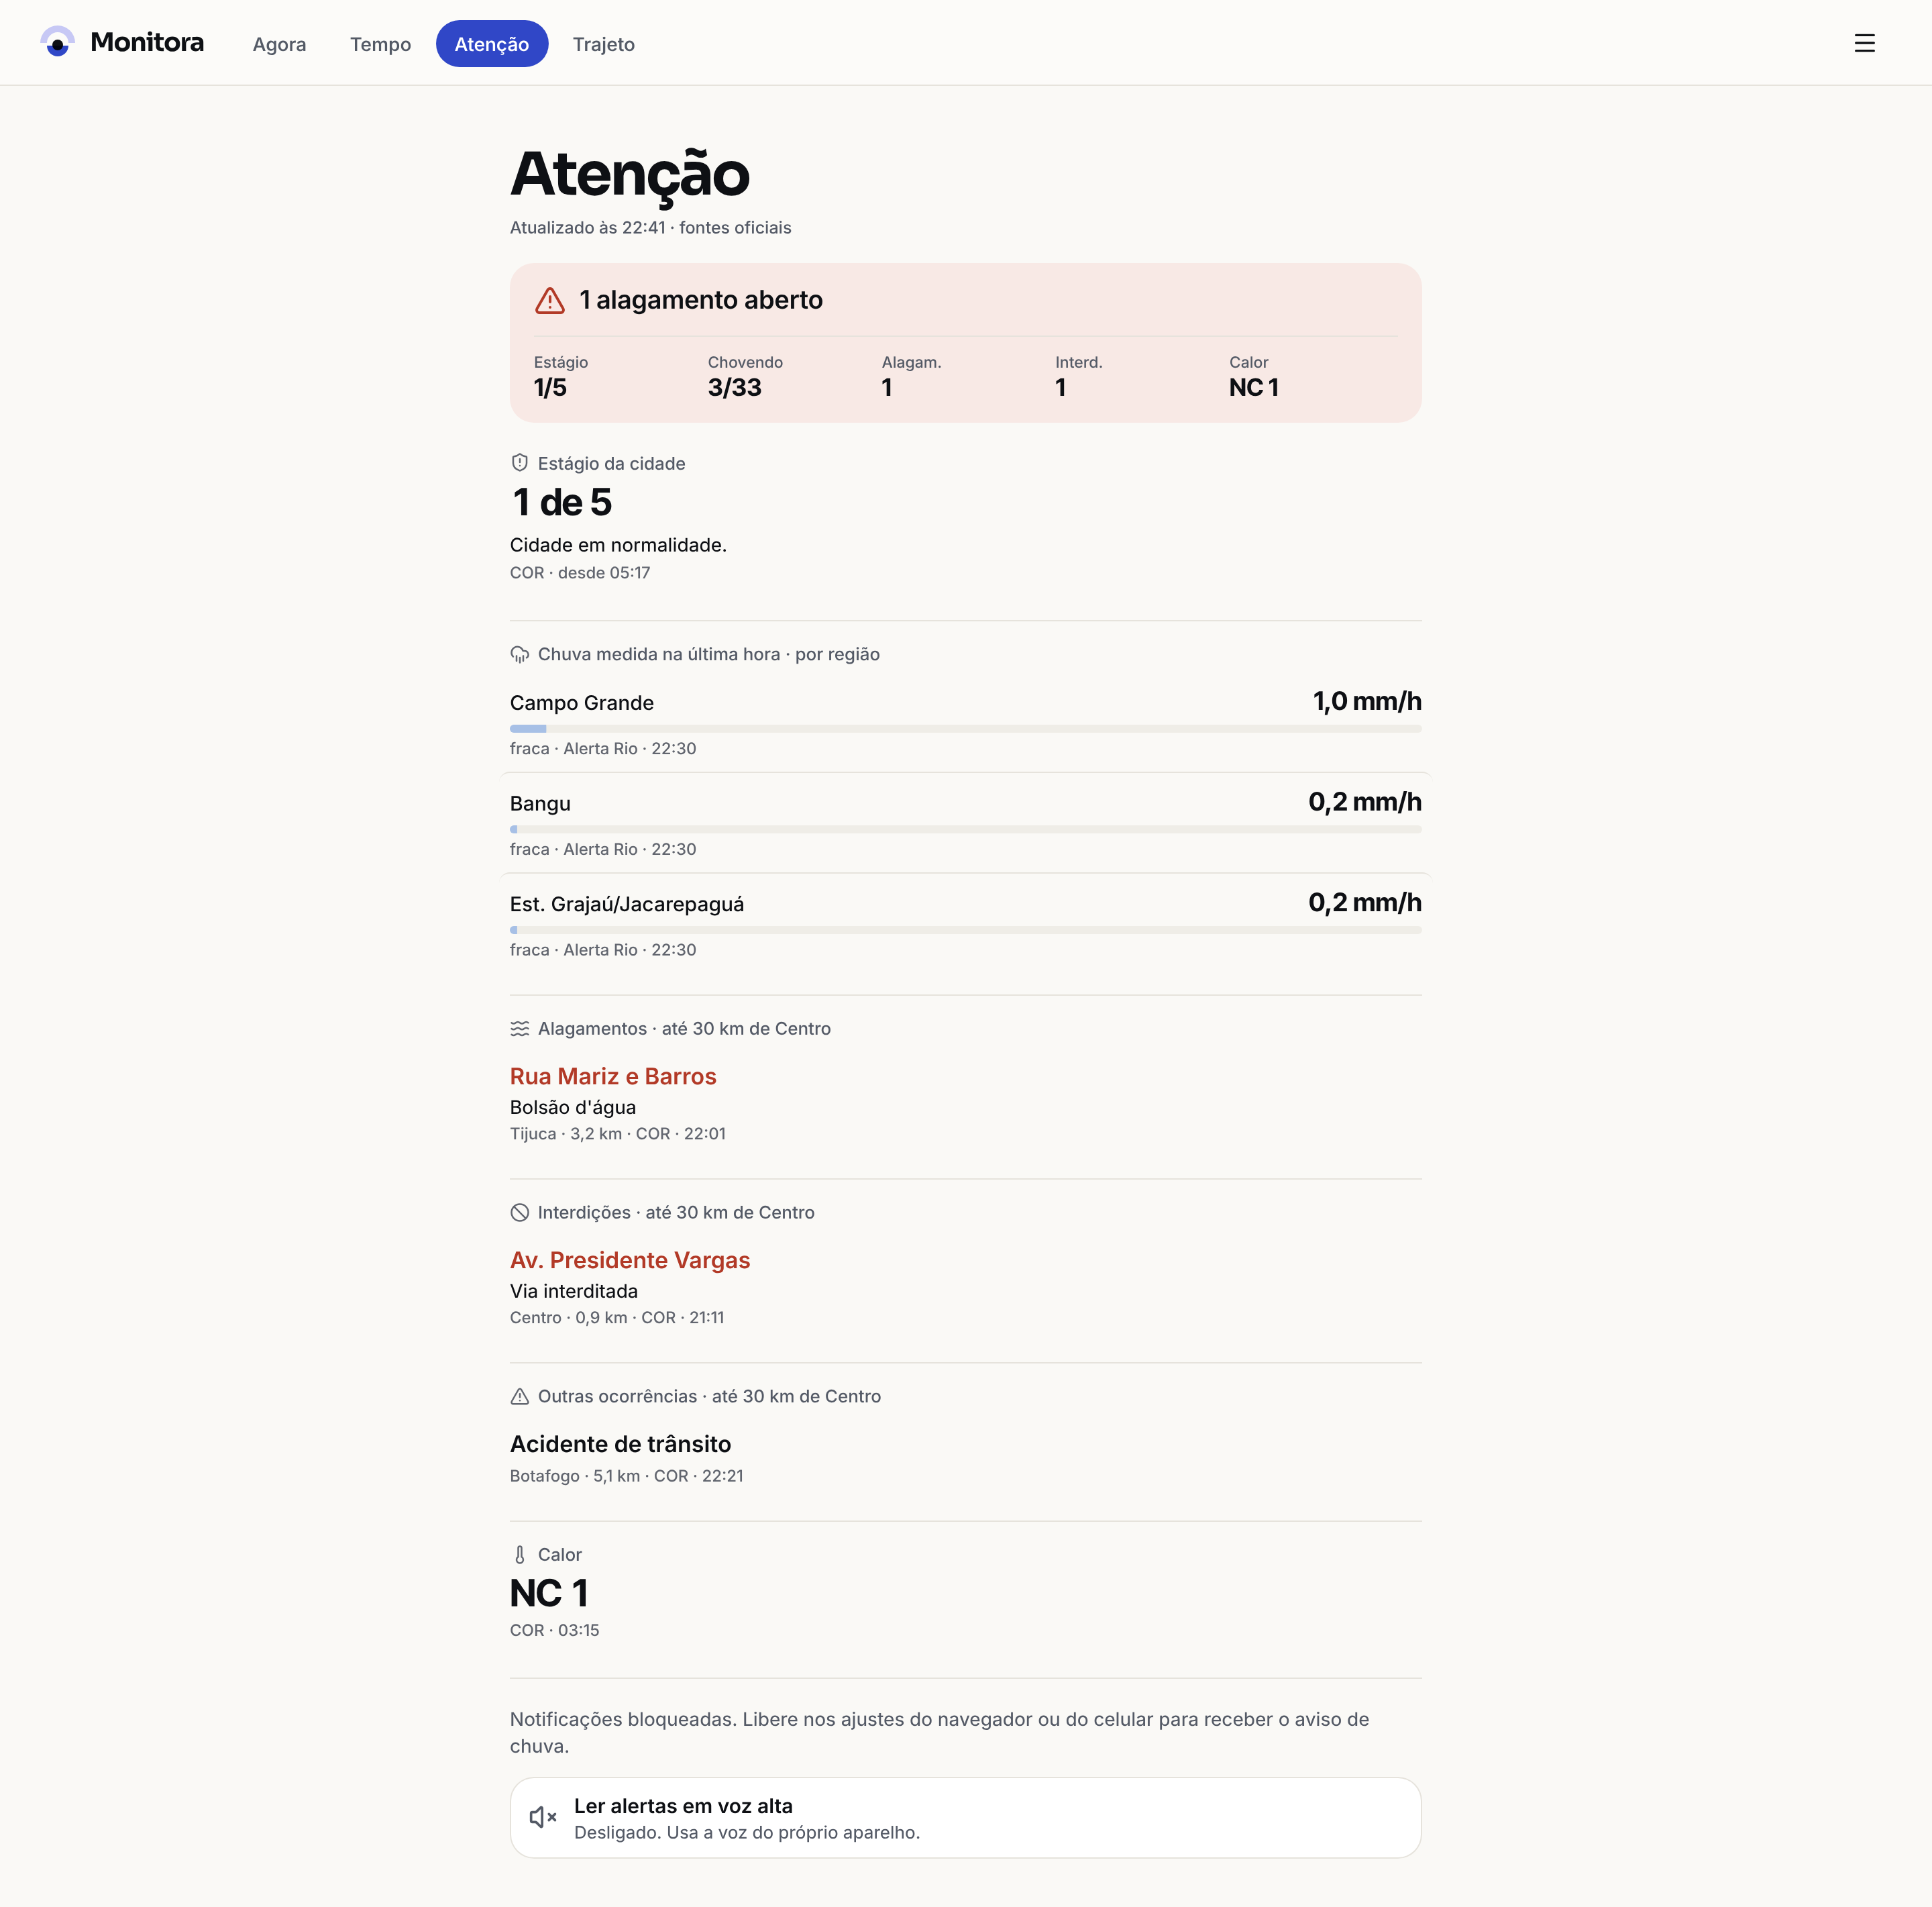 Monitora
Agora
Tempo
Atenção
Trajeto
Atenção
Atualizado às 22:41 · fontes oficiais
1 alagamento aberto
Estágio
1/5
Chovendo
3/33
Alagam.
1
Interd.
1
Calor
NC 1
Estágio da cidade
1 de 5
Cidade em normalidade.
COR · desde 05:17
Chuva medida na última hora · por região
Campo Grande
1,0 mm/h
fraca · Alerta Rio · 22:30
Bangu
0,2 mm/h
fraca · Alerta Rio · 22:30
Est. Grajaú/Jacarepaguá
0,2 mm/h
fraca · Alerta Rio · 22:30
Alagamentos · até 30 km de Centro
Rua Mariz e Barros
Bolsão d'água
Tijuca · 3,2 km · COR · 22:01
Interdições · até 30 km de Centro
Av. Presidente Vargas
Via interditada
Centro · 0,9 km · COR · 21:11
Outras ocorrências · até 30 km de Centro
Acidente de trânsito
Botafogo · 5,1 km · COR · 22:21
Calor
NC 1
COR · 03:15
Notificações bloqueadas. Libere nos ajustes do navegador ou do celular para receber o aviso de
chuva.
Ler alertas em voz alta
Desligado. Usa a voz do próprio aparelho.